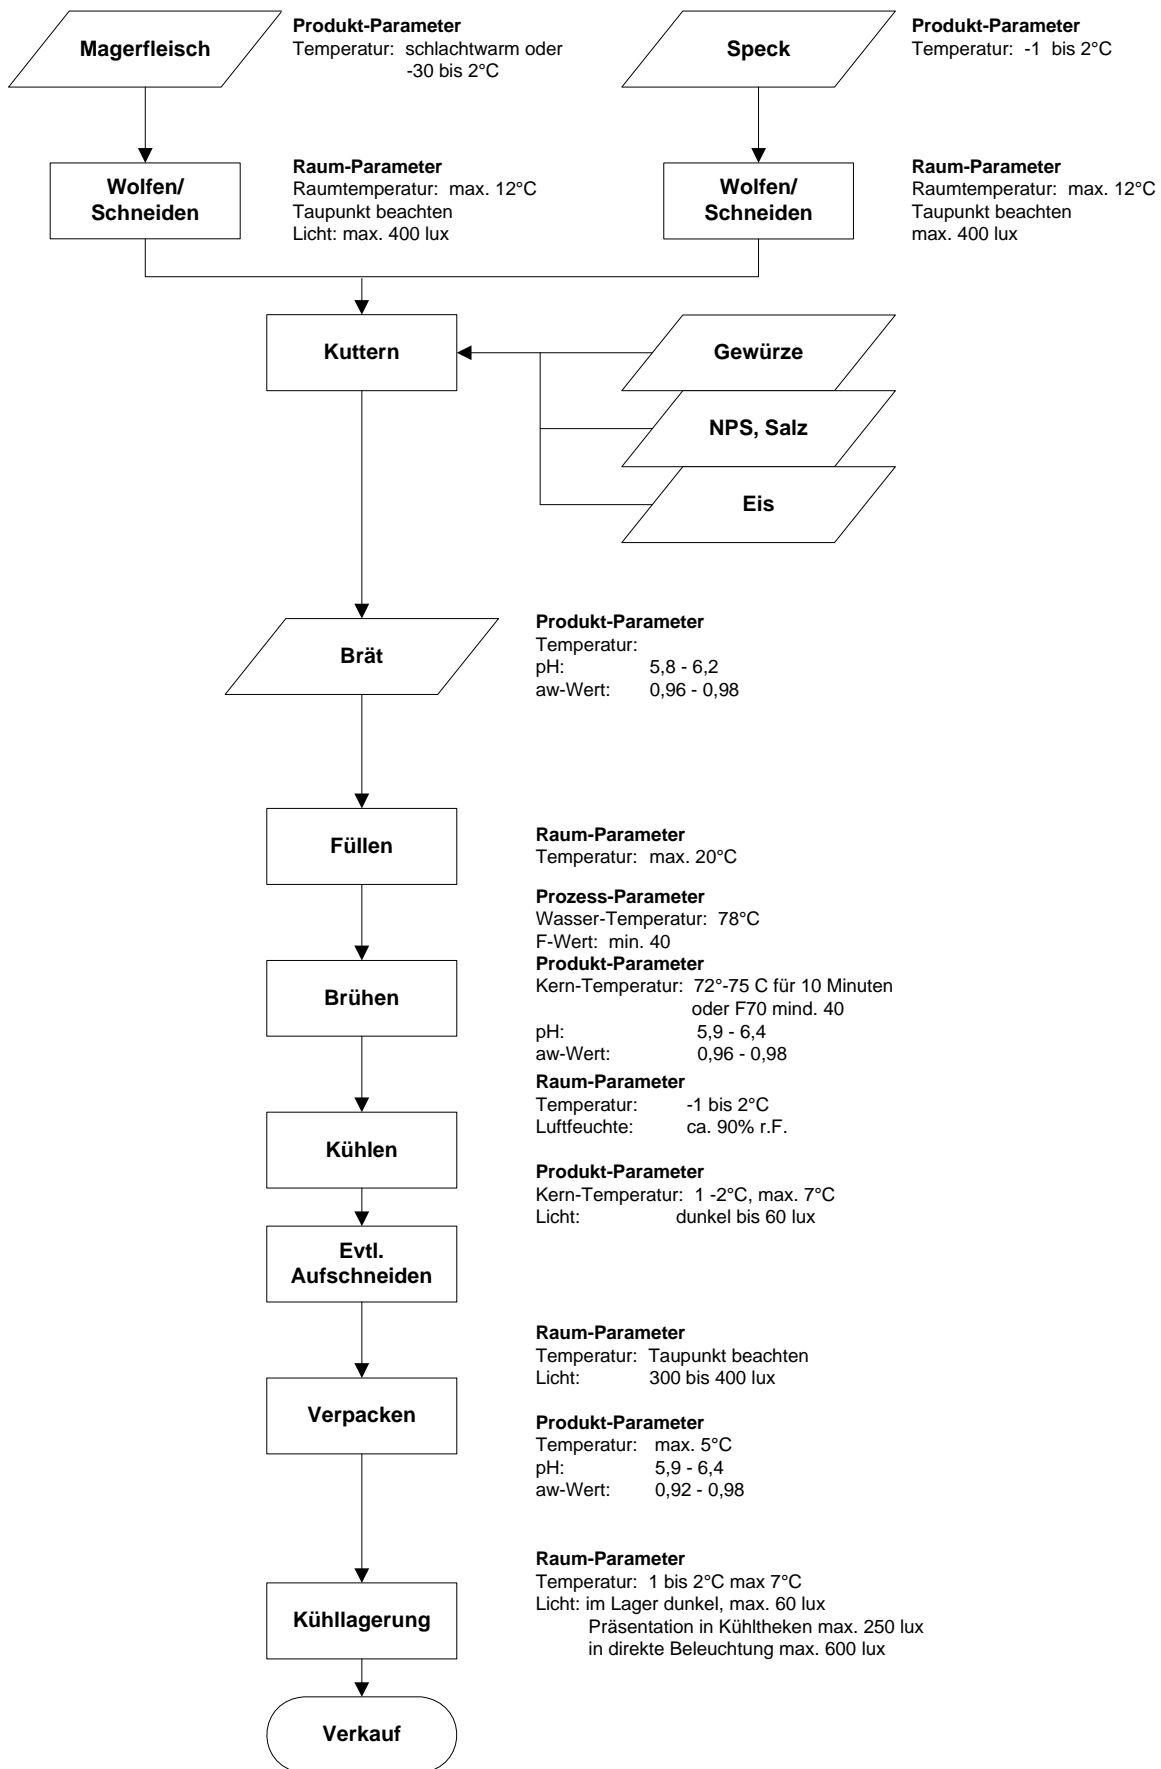 Magerfleisch
Produkt-Parameter
Temperatur: schlachtwarm oder
-30 bis 2°C
Speck
Produkt-Parameter
Temperatur: -1 bis 2°C
Wolfen/
Schneiden
Raum-Parameter
Raumtemperatur: max. 12°C
Taupunkt beachten
Licht: max. 400 lux
Wolfen/
Schneiden
Raum-Parameter
Raumtemperatur: max. 12°C
Taupunkt beachten
max. 400 lux
Kuttern
Gewürze
NPS, Salz
Eis
Brät
Produkt-Parameter
Temperatur:
pH: 5,8 - 6,2
aw-Wert: 0,96 - 0,98
Füllen
Raum-Parameter
Temperatur: max. 20°C
Brühen
Prozess-Parameter
Wasser-Temperatur: 78°C
F-Wert: min. 40
Produkt-Parameter
Kern-Temperatur: 72°-75 C für 10 Minuten
oder F70 mind. 40
pH: 5,9 - 6,4
aw-Wert: 0,96 - 0,98
Kühlen
Raum-Parameter
Temperatur: -1 bis 2°C
Luftfeuchte: ca. 90% r.F.
Produkt-Parameter
Kern-Temperatur: 1 -2°C, max. 7°C
Licht: dunkel bis 60 lux
Evtl.
Aufschneiden
Verpacken
Raum-Parameter
Temperatur: Taupunkt beachten
Licht: 300 bis 400 lux
Produkt-Parameter
Temperatur: max. 5°C
pH: 5,9 - 6,4
aw-Wert: 0,92 - 0,98
Kühllagerung
Raum-Parameter
Temperatur: 1 bis 2°C max 7°C
Licht: im Lager dunkel, max. 60 lux
Präsentation in Kühltheken max. 250 lux
in direkte Beleuchtung max. 600 lux
Verkauf